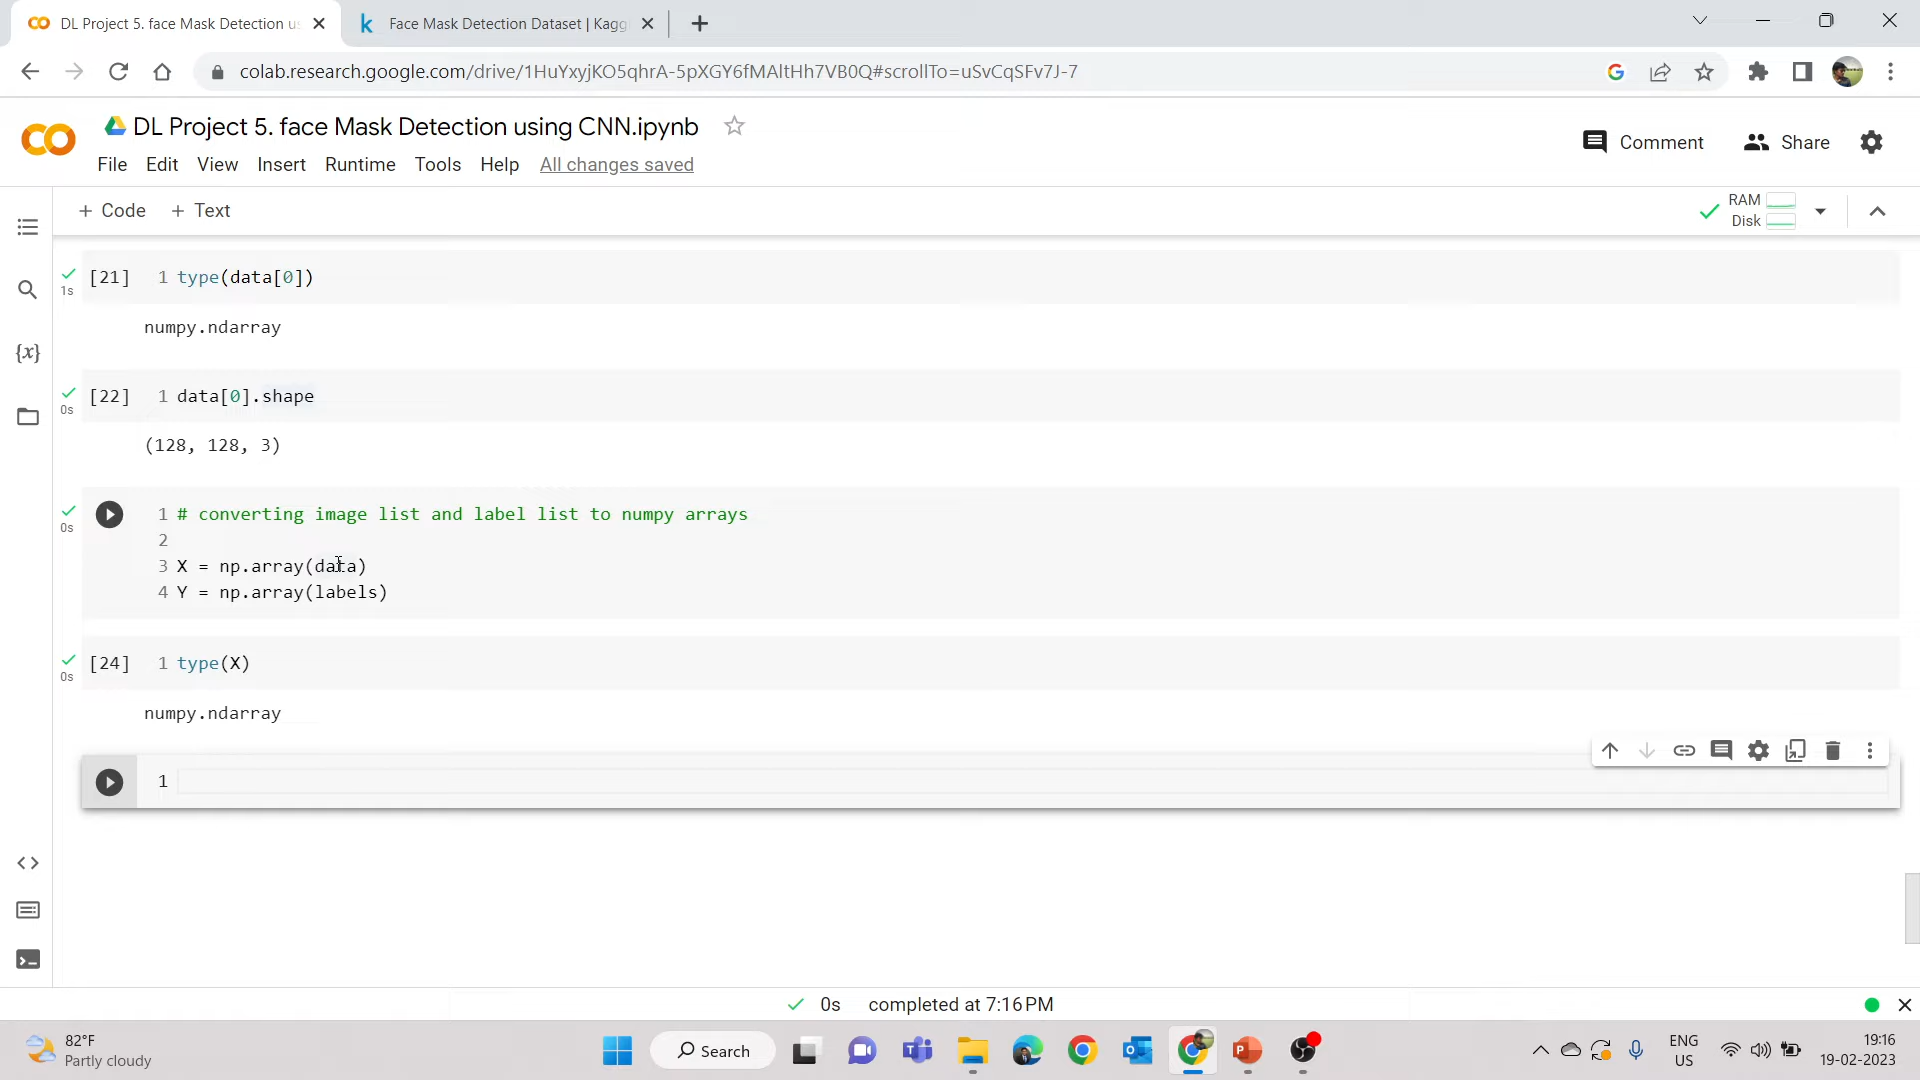 DL Project 5. face Mask Detection us
Face Mask Detection Dataset | Kagg
colab.research.google.com/drive/1HuYxyjKO5qhrA-5pXGY6fMAltHh7VB0Q#scrollTo=uSvCqSFv7J-7
DL Project 5. face Mask Detection using CNN.ipynb
Comment
Share
File Edit View Insert Runtime Tools Help All changes saved
+ Code + Text
RAM
Disk
[21] 1 type(data[0])
1s
numpy.ndarray
[22] 1 data[0].shape
0s
(128, 128, 3)
1 # converting image list and label list to numpy arrays
0s
2
3 X = np.array(data)
4 Y = np.array(labels)
[24] 1 type(X)
0s
numpy.ndarray
1
0s completed at 7:16 PM
82°F
Partly cloudy
Search
ENG
US
19:16
19-02-2023